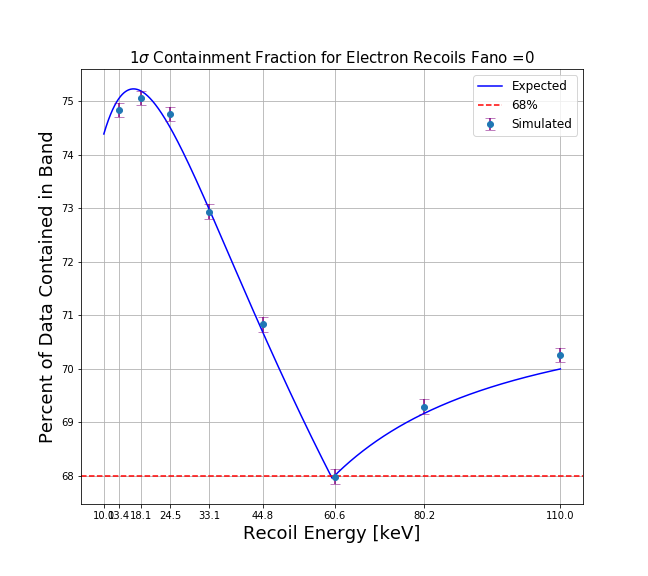 1σ Containment Fraction for Electron Recoils Fano =0
Expected
68%
Simulated
Percent of Data Contained in Band
75
74
73
72
71
70
69
68
10.0 13.4 18.1 24.5 33.1 44.8 60.6 80.2 110.0
Recoil Energy [keV]